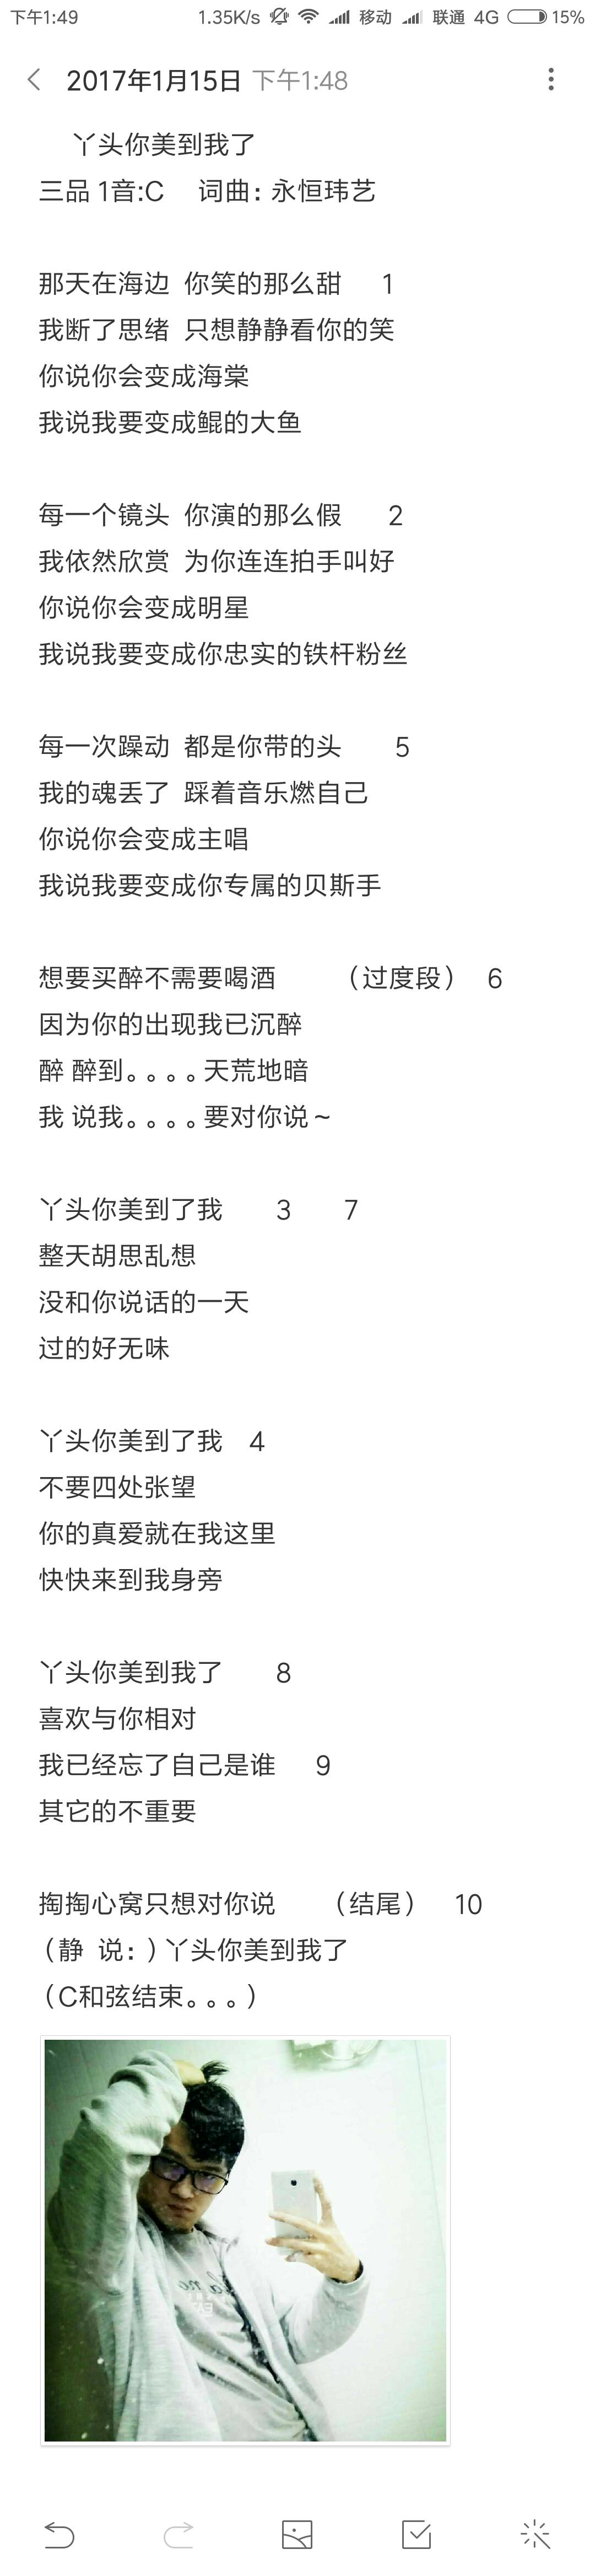 下午1:49 1.35K/s 移动 联通 4G 15%
2017年1月15日 下午1:48
丫头你美到我了
三品 1音:C 词曲：永恒玮艺
那天在海边 你笑的那么甜 1
我断了思绪 只想静静看你的笑
你说你会变成海棠
我说我要变成鲲的大鱼
每一个镜头 你演的那么假 2
我依然欣赏 为你连连拍手叫好
你说你会变成明星
我说我要变成你忠实的铁杆粉丝
每一次躁动 都是你带的头 5
我的魂丢了 踩着音乐燃自己
你说你会变成主唱
我说我要变成你专属的贝斯手
想要买醉不需要喝酒 （过度段） 6
因为你的出现我已沉醉
醉 醉到。。。。天荒地暗
我 说我。。。。要对你说～
丫头你美到了我 3 7
整天胡思乱想
没和你说话的一天
过的好无味
丫头你美到了我 4
不要四处张望
你的真爱就在我这里
快快来到我身旁
丫头你美到我了 8
喜欢与你相对
我已经忘了自己是谁 9
其它的不重要
掏掏心窝只想对你说 （结尾） 10
（静 说：）丫头你美到我了
（C和弦结束。。。）